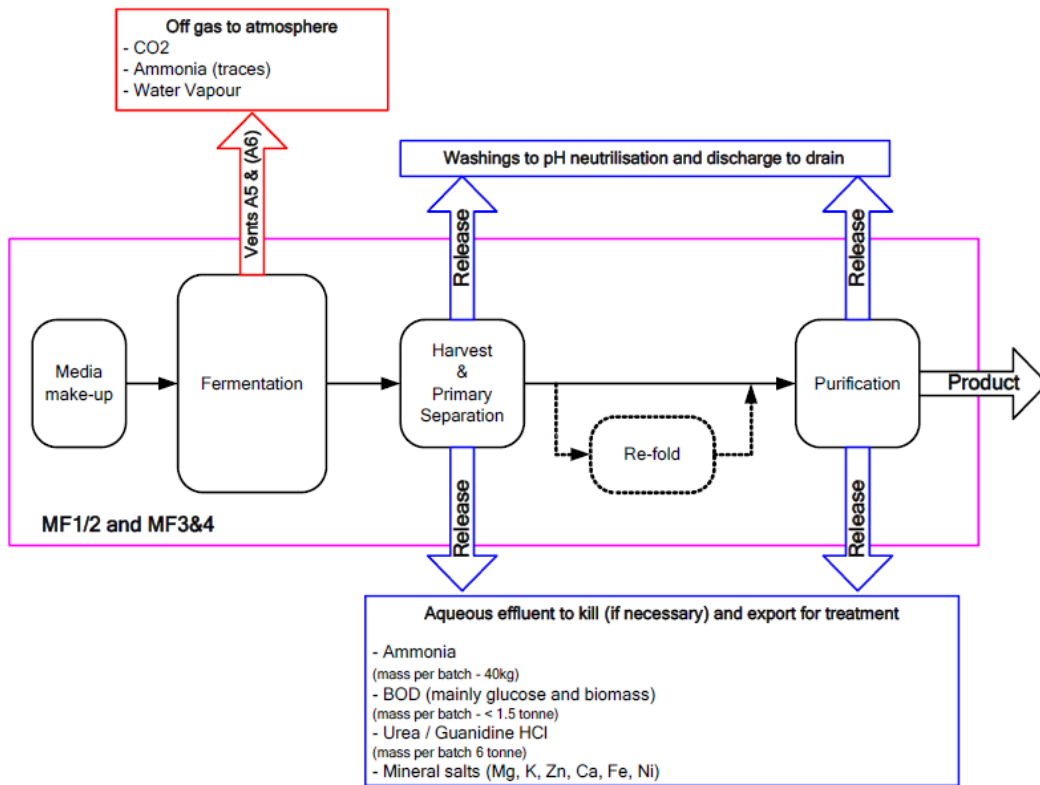 Off gas to atmosphere
- CO2
- Ammonia (traces)
- Water Vapour
Vents A5 & (A6)
Washings to pH neutrilisation and discharge to drain
Release
Release
Media
make-up
Fermentation
Harvest
&
Primary
Separation
Re-fold
Purification
Product
MF1/2 and MF3&4
Release
Release
Aqueous effluent to kill (if necessary) and export for treatment
- Ammonia
(mass per batch - 40kg)
- BOD (mainly glucose and biomass)
(mass per batch - < 1.5 tonne)
- Urea / Guanidine HCl
(mass per batch 6 tonne)
- Mineral salts (Mg, K, Zn, Ca, Fe, Ni)